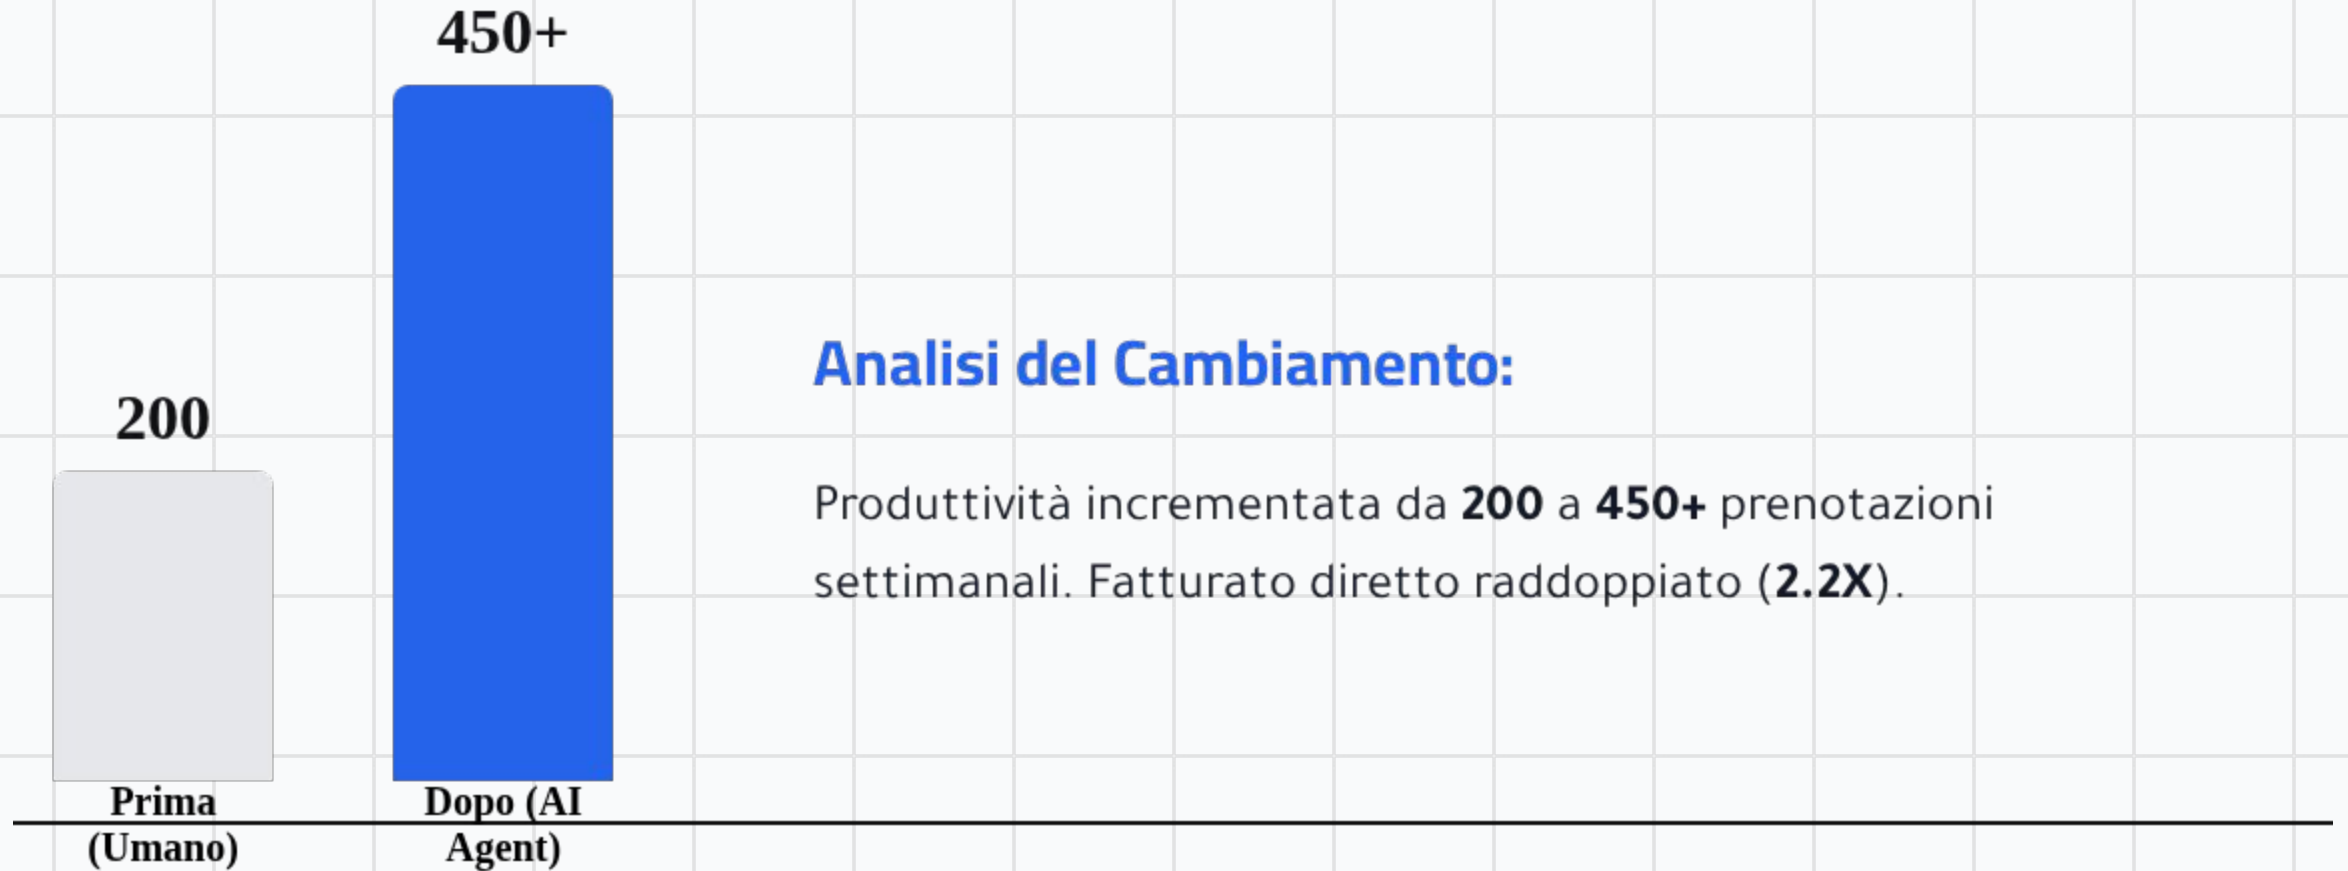 450+
200
Prima
(Umano)
Dopo (AI
Agent)
Analisi del Cambiamento:
Produttività incrementata da 200 a 450+ prenotazioni
settimanali. Fatturato diretto raddoppiato (2.2X).